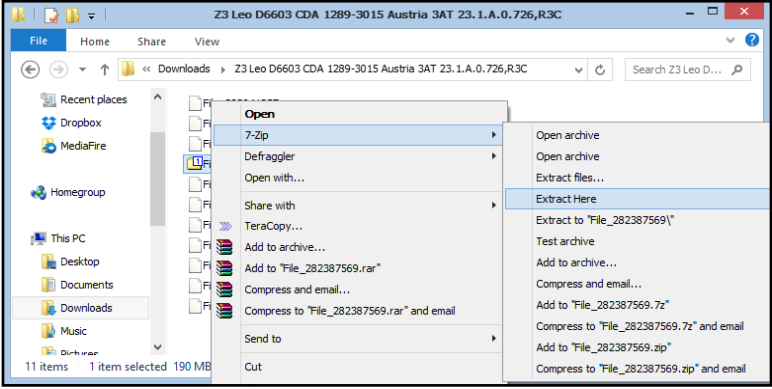 Z3 Leo D6603 CDA 1289-3015 Austria 3AT 23.1.A.0.726,R3C
File Home Share View
« Downloads Z3 Leo D6603 CDA 1289-3015 Austria 3AT 23.1.A.0.726,R3C Search Z3 Leo D...
Recent places
Dropbox
MediaFire
Homegroup
This PC
Desktop
Documents
Downloads
Music
Pictures
11 items 1 item selected 190 MB
Open
7-Zip
Defraggler
Open with...
Share with
TeraCopy...
Add to archive...
Add to "File_282387569.rar"
Compress and email...
Compress to "File_282387569.rar" and email
Send to
Cut
Open archive
Open archive
Extract files...
Extract Here
Extract to "File_282387569\"
Test archive
Add to archive...
Compress and email...
Add to "File_282387569.7z"
Compress to "File_282387569.7z" and email
Add to "File_282387569.zip"
Compress to "File_282387569.zip" and email